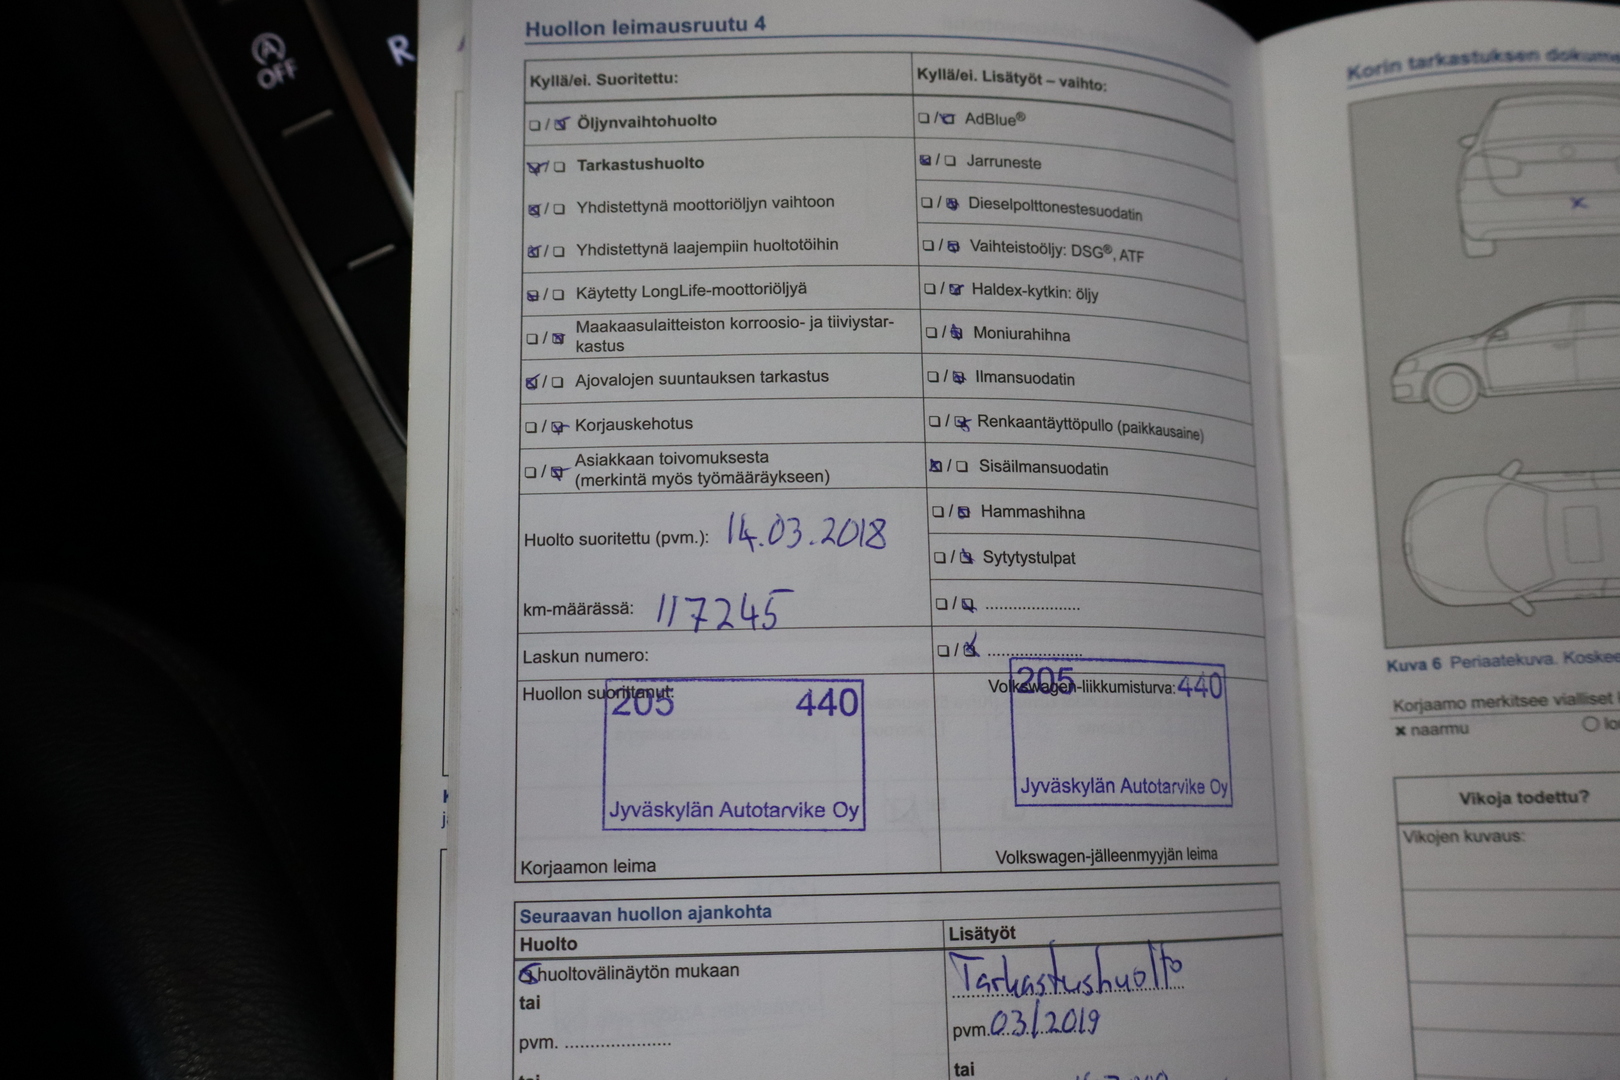 OFF
R
Huollon leimausruutu 4
Kyllä/ei. Suoritettu:
Öljynvaihtohuolto
Tarkastushuolto
Yhdistettynä moottoriöljyn vaihtoon
Yhdistettynä laajempiin huoltotöihin
Käytetty LongLife-moottoriöljyä
Maakaasulaitteiston korroosio- ja tiiviystar-
kastus
Ajovalojen suuntauksen tarkastus
Korjauskehotus
Asiakkaan toivomuksesta
(merkintä myös työmääräykseen)
Huolto suoritettu (pvm.): 14.03.2018
km-määrässä: 117245
Laskun numero:
Huollon suorittanut:
205 440
Jyväskylän Autotarvike Oy
Korjaamon leima
Kyllä/ei. Lisätyöt – vaihto:
AdBlue®
Jarruneste
Dieselpolttonestesuodatin
Vaihteistoöljy: DSG®, ATF
Haldex-kytkin: öljy
Moniurahihna
Ilmansuodatin
Renkaantäyttöpullo (paikkausaine)
Sisäilmansuodatin
Hammashihna
Sytytystulpat
Volkswagen-liikkumisturva:
205 440
Jyväskylän Autotarvike Oy
Volkswagen-jälleenmyyjän leima
Seuraavan huollon ajankohta
Huolto
huoltovälinäytön mukaan
tai
pvm. .....................
Lisätyöt
Tarkastushuolto
pvm. 03/2019
tai
Korin tarkastuksen
Kuva 6 Periaatekuva.
Korjaamo merkitsee vialliset
× naarmu
Vikoja todettu?
Vikojen kuvaus: